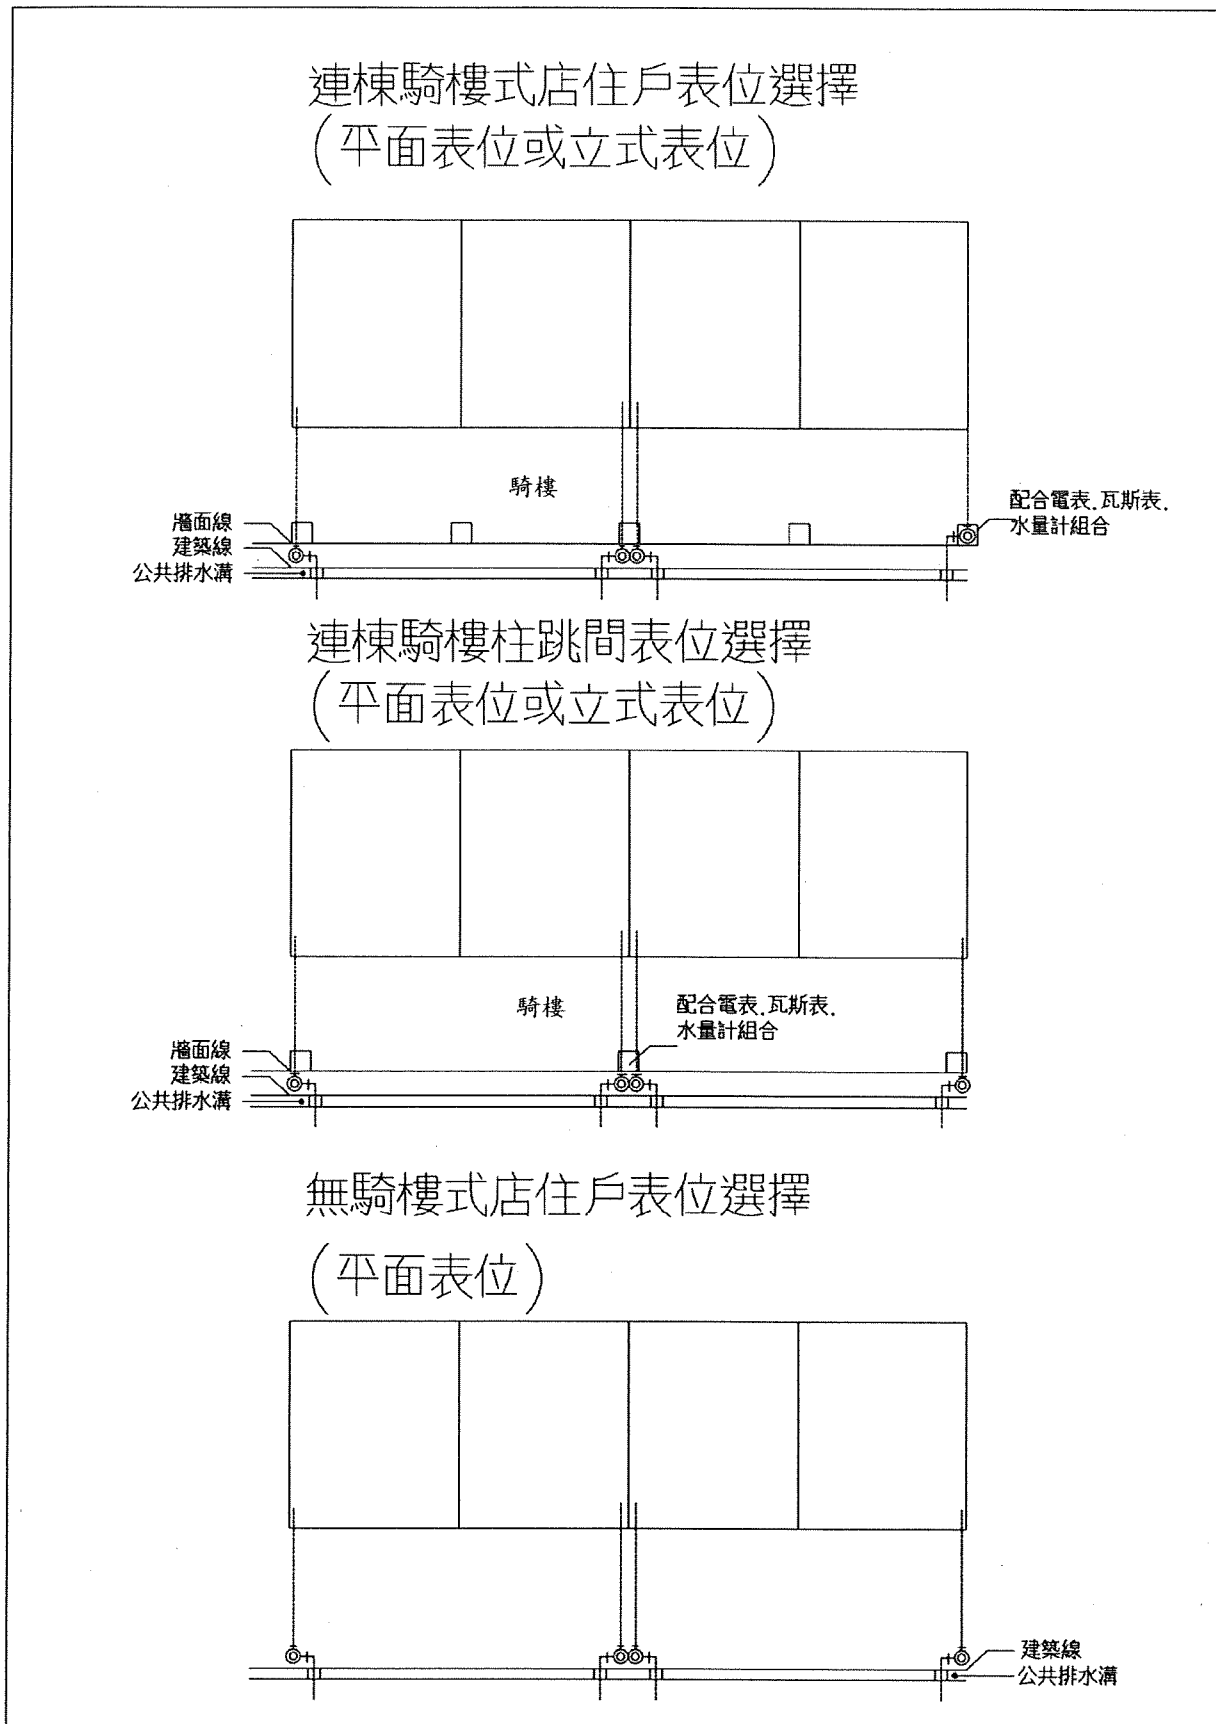 連棟騎樓式店住戶表位選擇
(平面表位或立式表位)
騎樓
配合電表.瓦斯表.
水量計組合
牆面線
建築線
公共排水溝
連棟騎樓柱跳間表位選擇
(平面表位或立式表位)
騎樓
配合電表.瓦斯表.
水量計組合
牆面線
建築線
公共排水溝
無騎樓式店住戶表位選擇
(平面表位)
建築線
公共排水溝